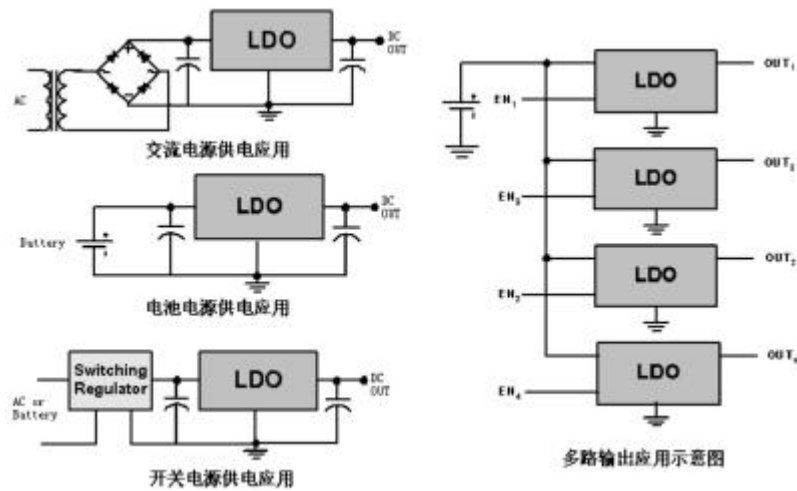 LDO
DC
OUT
AC
交流电源供电应用
LDO
DC
OUT
Battery
电池电源供电应用
Switching
Regulator
LDO
DC
OUT
AC or
Battery
开关电源供电应用
LDO
OUT₁
EN₁
LDO
EN₃
LDO
OUT₂
EN₂
LDO
OUT₄
EN₄
多路输出应用示意图